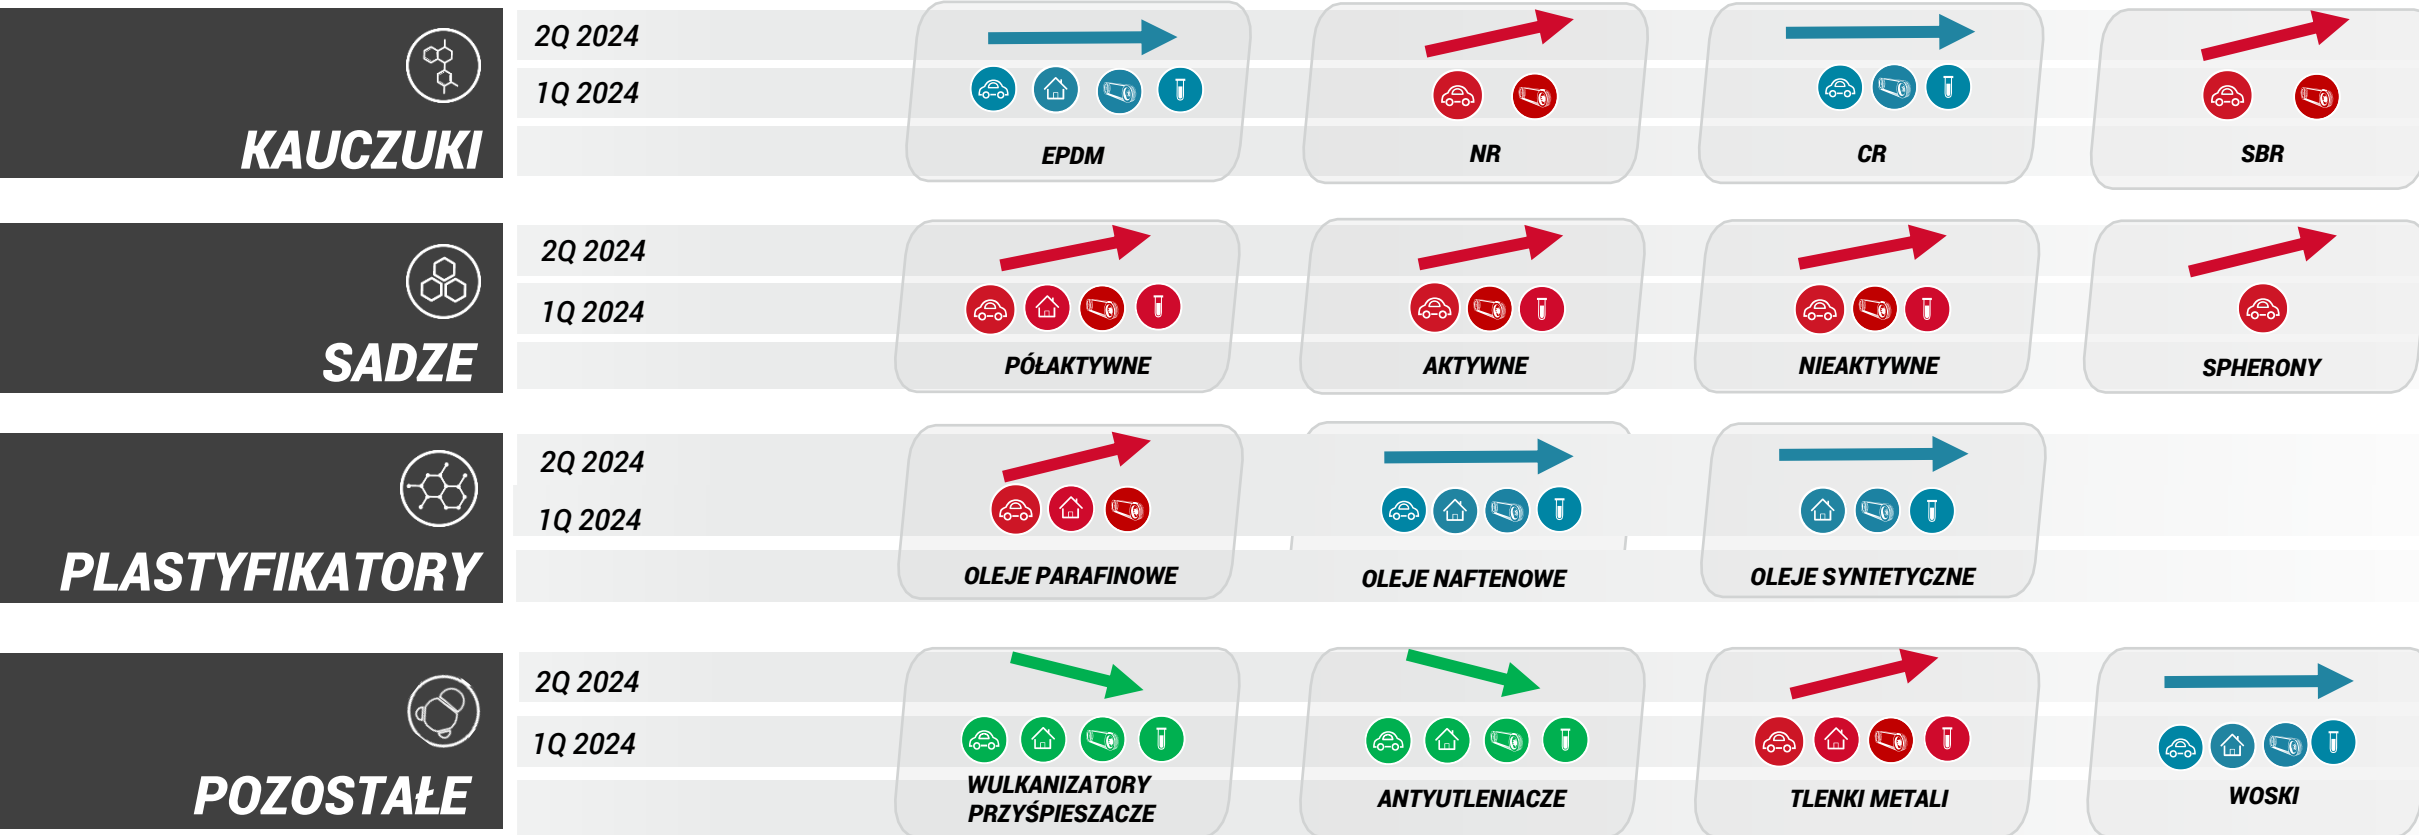 KAUCZUKI
2Q 2024
1Q 2024
EPDM
NR
CR
SBR
SADZE
2Q 2024
1Q 2024
PÓŁAKTYWNE
AKTYWNE
NIEAKTYWNE
SPHERONY
PLASTYFIKATORY
2Q 2024
1Q 2024
OLEJE PARAFINOWE
OLEJE NAFTENOWE
OLEJE SYNTETYCZNE
POZOSTAŁE
2Q 2024
1Q 2024
WULKANIZATORY
PRZYŚPIESZACZE
ANTYUTLENIACZE
TLENKI METALI
WOSKI